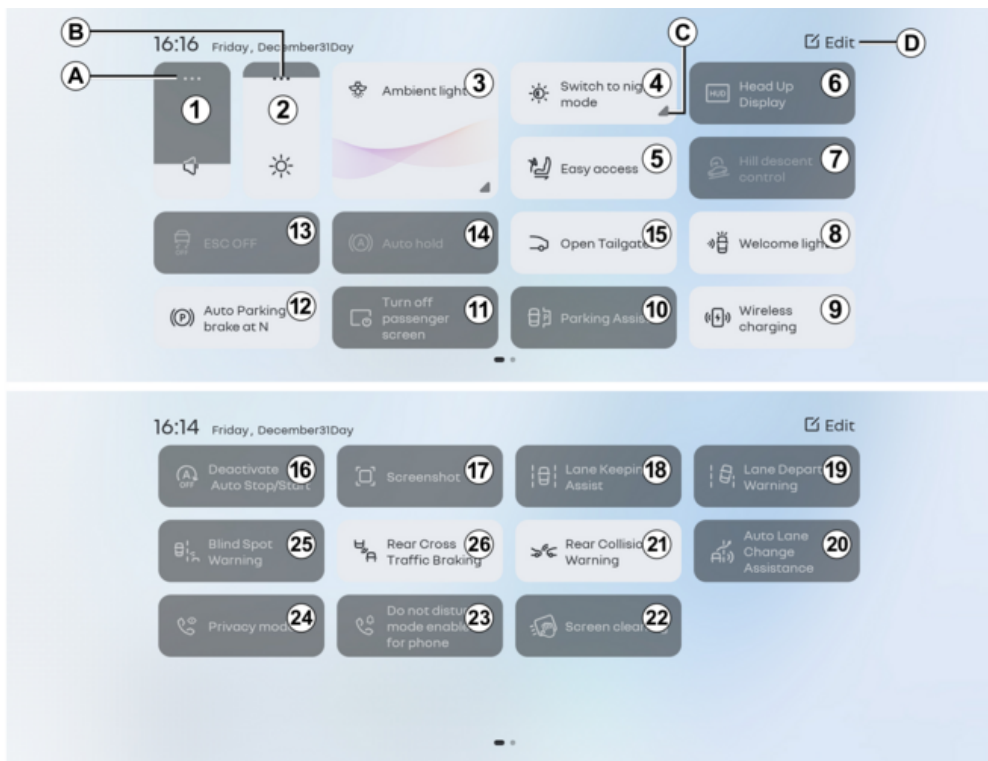 B
C
16:16 Friday, December31Day
Edit
D
A
1
2
Ambient light
3
Switch to nig
mode
4
HUD
Head Up
Display
6
Easy access
5
Hill descent
control
7
OFF
ESC OFF
13
(A) Auto hold
14
Open Tailgate
15
Welcome ligh
8
(P)
Auto Parking
brake at N
12
Turn off
passenger
screen
11
P
Parking Assis
10
Wireless
charging
9
16:14 Friday, December31Day
Edit
A
OFF
Deactivate
Auto Stop/Start
16
Screenshot
17
Lane Keepin
Assist
18
Lane Depart
Warning
19
Blind Spot
Warning
25
Rear Cross
Traffic Braking
26
Rear Collisio
Warning
21
Auto Lane
Change
Assistance
20
Privacy mod
24
Do not distur
mode enable
for phone
23
Screen clea
22